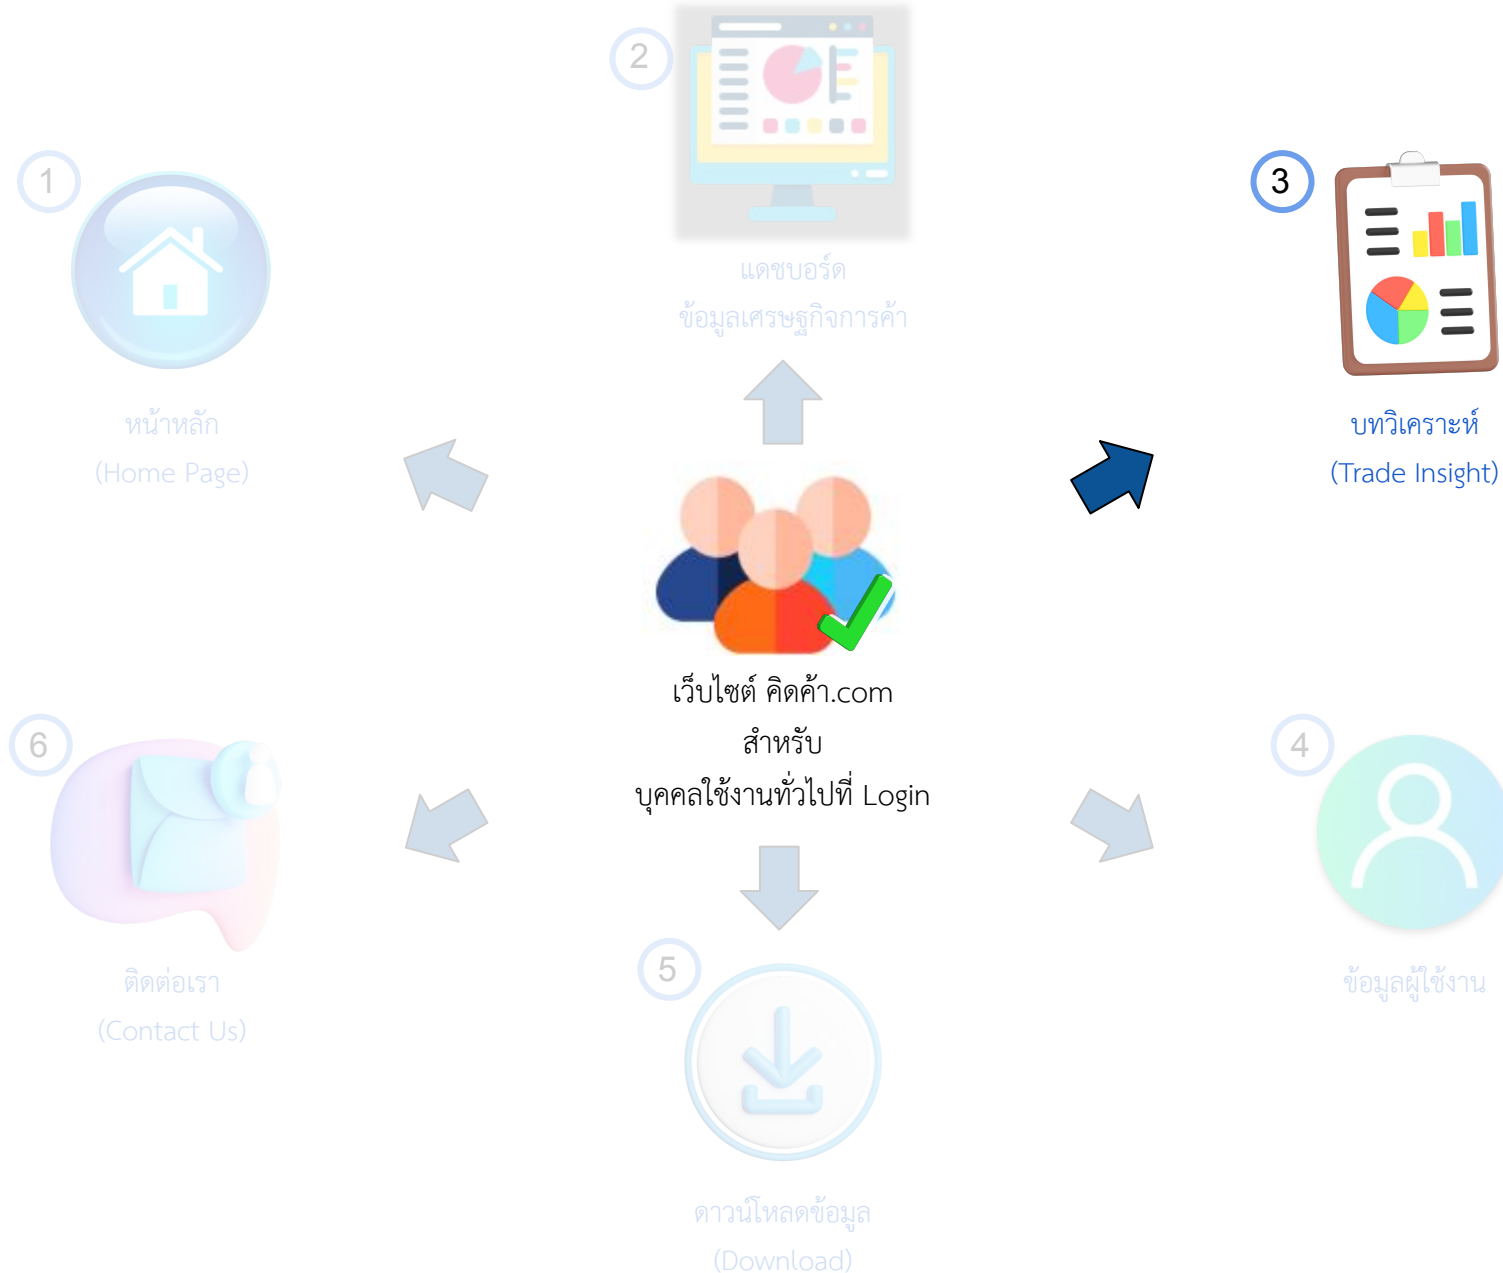 1
หน้าหลัก
(Home Page)
2
แดชบอร์ด
ข้อมูลเศรษฐกิจการค้า
3
บทวิเคราะห์
(Trade Insight)
เว็บไซต์ คิดค้า.com
สำหรับ
บุคคลใช้งานทั่วไปที่ Login
4
ข้อมูลผู้ใช้งาน
5
ดาวน์โหลดข้อมูล
(Download)
6
ติดต่อเรา
(Contact Us)